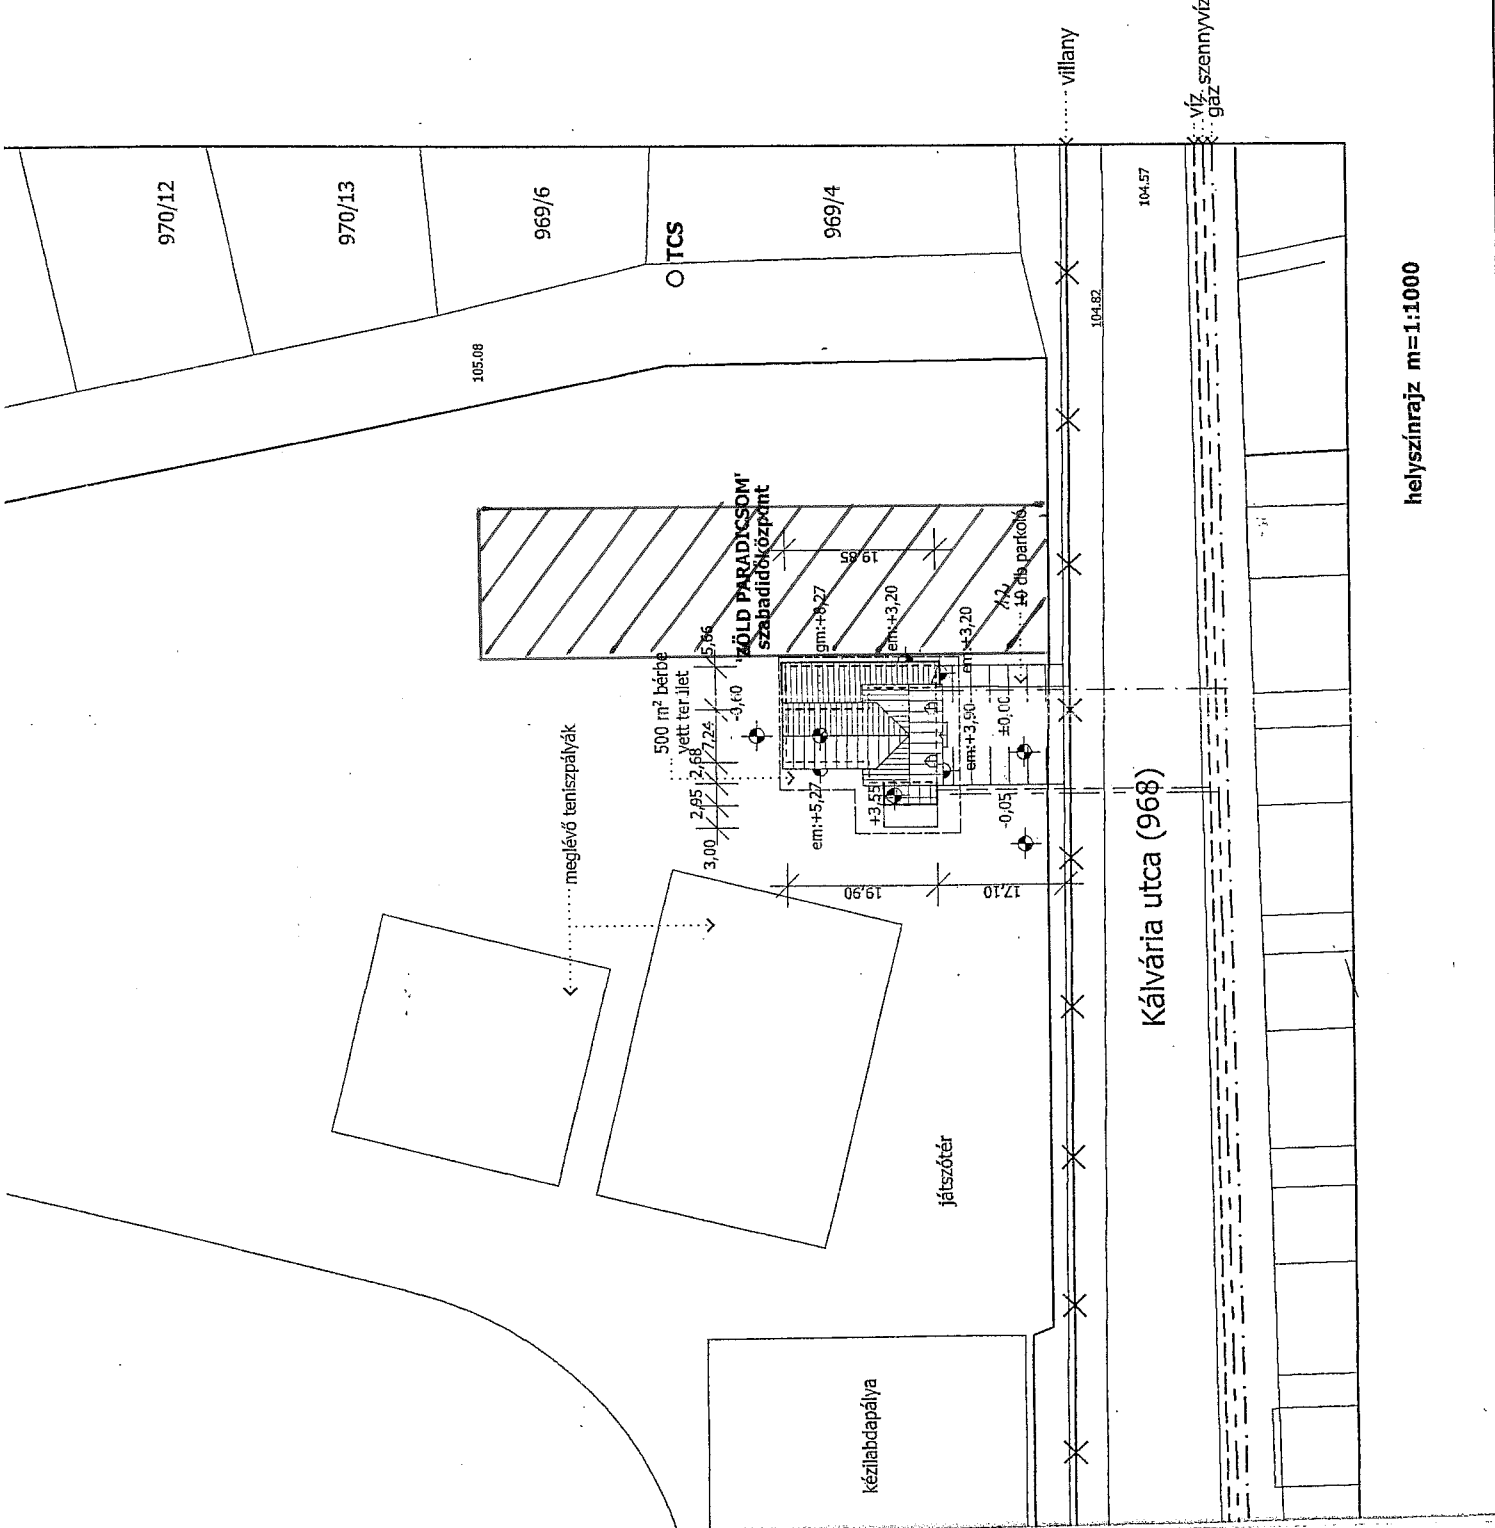 villany
víz
szennyvíz
gáz
970/12
970/13
969/6
969/4
TCS
105.08
104.57
104.82
'ZÖLD PARADICSOM'
szabadidőközpont
19,85
10 db parkoló
gm:+8,27
em:+3,20
em:+3,20
5,66
500 m² bérbe
vett terület
-0,60
7,24
2,68
2,95
3,00
em:+3,90
±0,00
em:+5,27
+3,55
-0,05
19,90
17,10
meglévő teniszpályák
Kálvária utca (968)
játszótér
kézilabdapálya
helyszínrajz m=1:1000